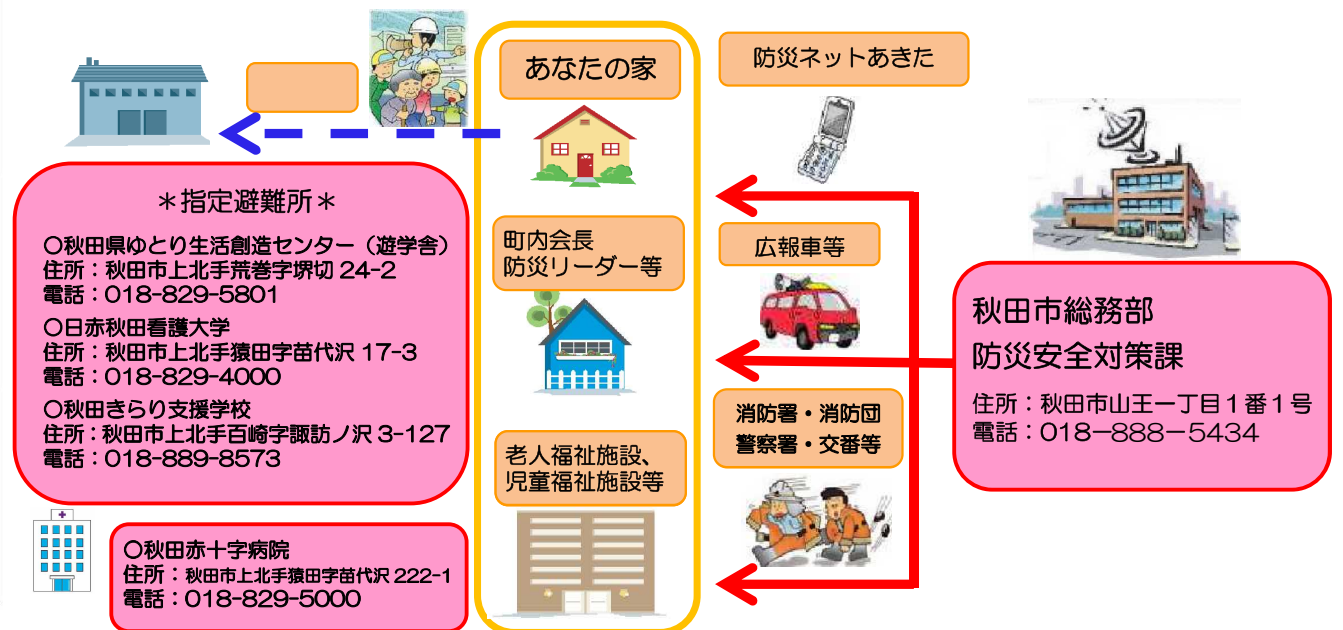 あなたの家
防災ネットあきた
＊指定避難所＊
〇秋田県ゆとり生活創造センター（遊学舎）
住所：秋田市上北手荒巻字堺切 24-2
電話：018-829-5801
〇日赤秋田看護大学
住所：秋田市上北手猿田字苗代沢 17-3
電話：018-829-4000
〇秋田きらり支援学校
住所：秋田市上北手百崎字諏訪ノ沢 3-127
電話：018-889-8573
〇秋田赤十字病院
住所：秋田市上北手猿田字苗代沢 222-1
電話：018-829-5000
町内会長
防災リーダー等
老人福祉施設、
児童福祉施設等
広報車等
消防署・消防団
警察署・交番等
秋田市総務部
防災安全対策課
住所：秋田市山王一丁目１番１号
電話：018－888－5434